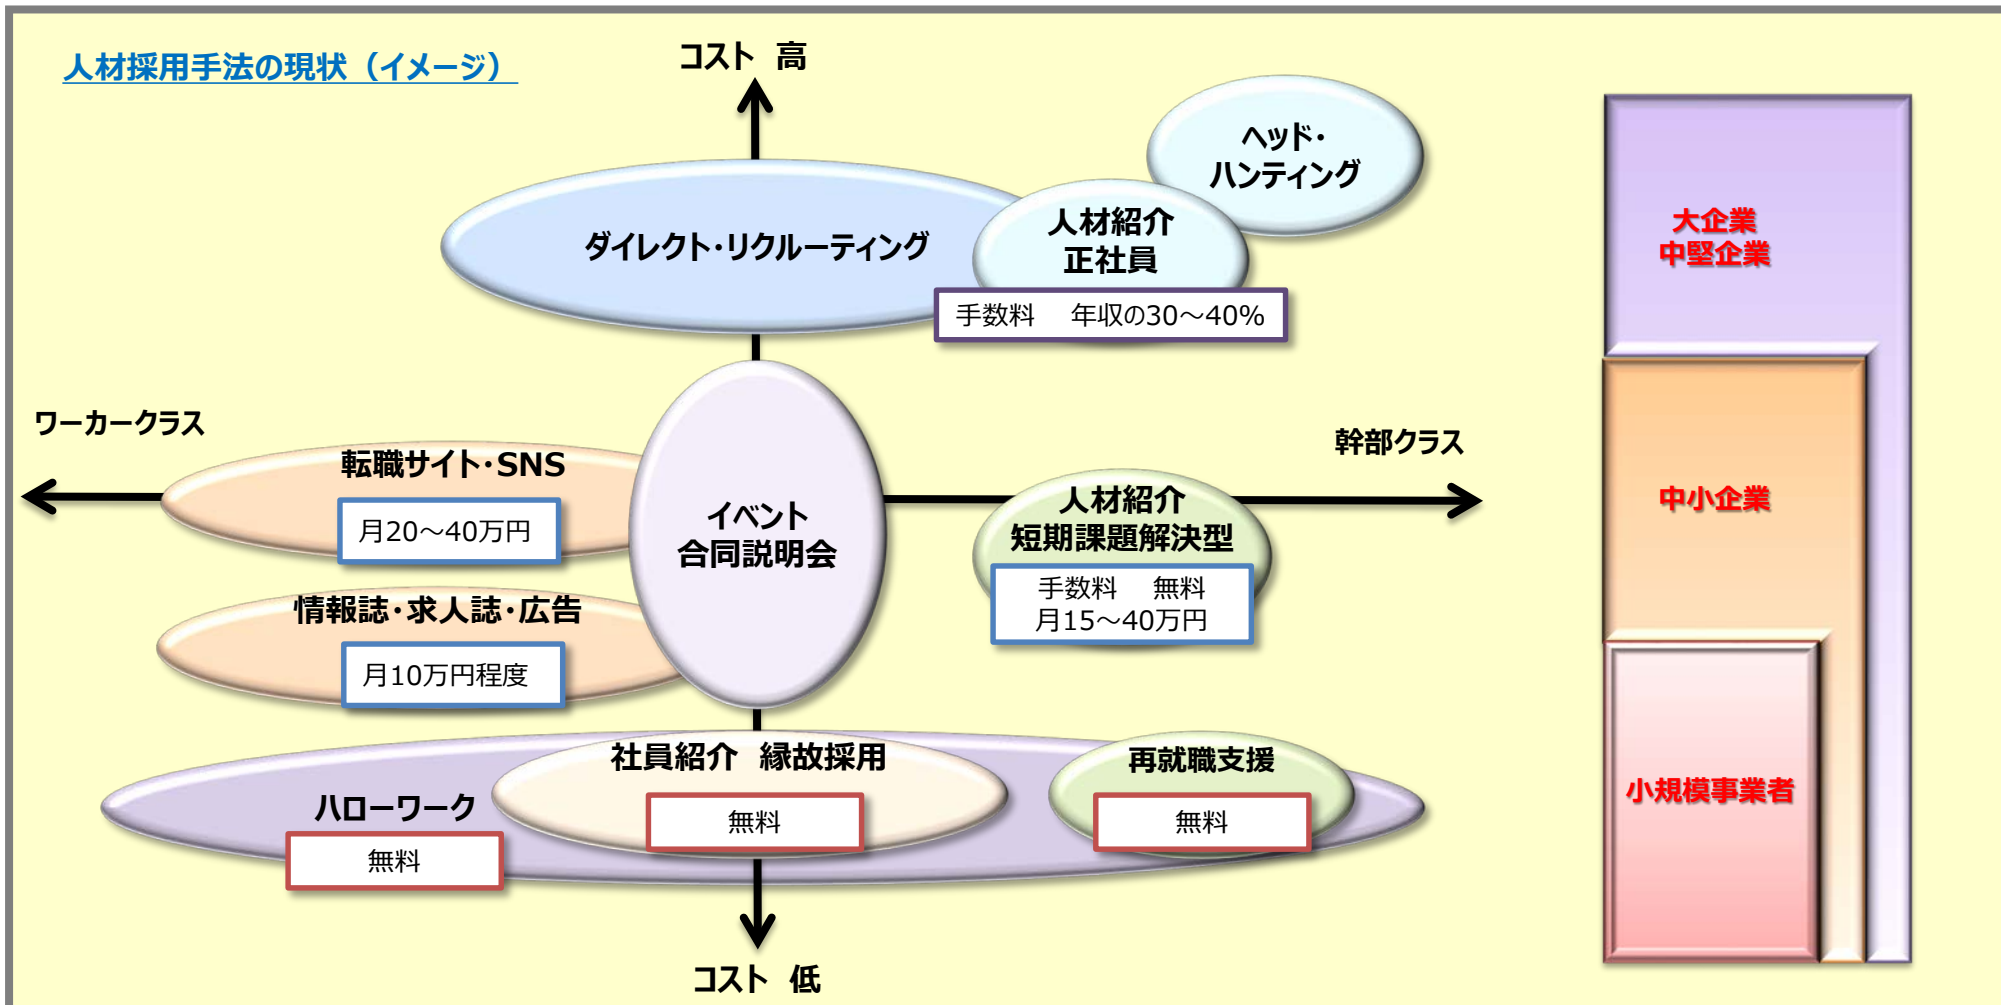 人材採用手法の現状（イメージ）
コスト 高
ヘッド・
ハンティング
ダイレクト・リクルーティング
人材紹介
正社員
手数料　年収の30～40%
ワーカークラス
幹部クラス
転職サイト・SNS
月20～40万円
イベント
合同説明会
人材紹介
短期課題解決型
手数料　無料
月15～40万円
情報誌・求人誌・広告
月10万円程度
社員紹介　縁故採用
無料
再就職支援
無料
ハローワーク
無料
コスト 低
大企業
中堅企業
中小企業
小規模事業者